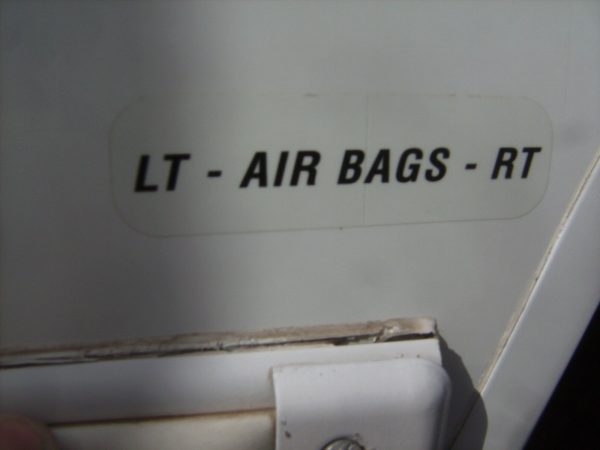 LT - AIR BAGS - RT